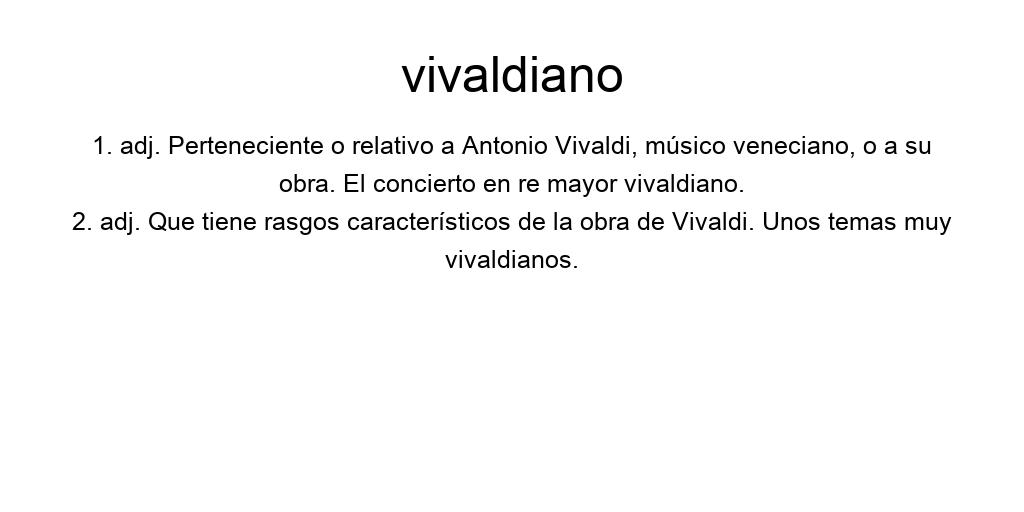 vivaldiano
1. adj. Perteneciente o relativo a Antonio Vivaldi, músico veneciano, o a su
obra. El concierto en re mayor vivaldiano.
2. adj. Que tiene rasgos característicos de la obra de Vivaldi. Unos temas muy
vivaldianos.